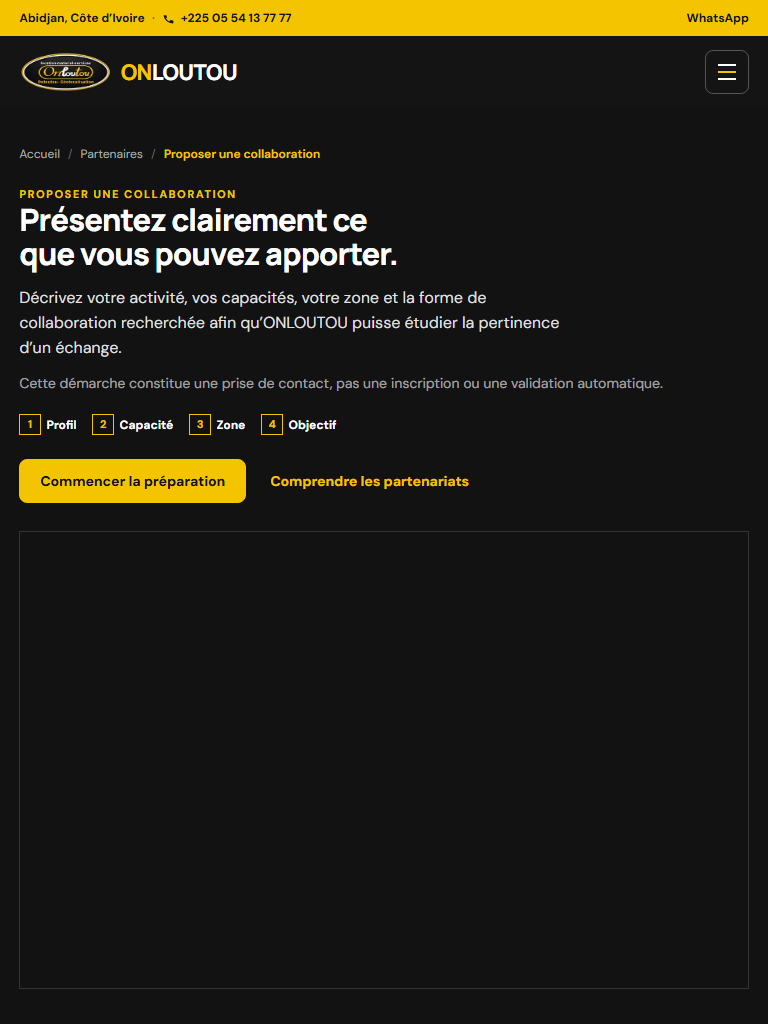 Abidjan, Côte d’Ivoire · +225 05 54 13 77 77
WhatsApp
Onloutou
ONLOUTOU
Accueil / Partenaires / Proposer une collaboration
PROPOSER UNE COLLABORATION
Présentez clairement ce
que vous pouvez apporter.
Décrivez votre activité, vos capacités, votre zone et la forme de
collaboration recherchée afin qu’ONLOUTOU puisse étudier la pertinence
d’un échange.
Cette démarche constitue une prise de contact, pas une inscription ou une validation automatique.
1 Profil 2 Capacité 3 Zone 4 Objectif
Commencer la préparation
Comprendre les partenariats